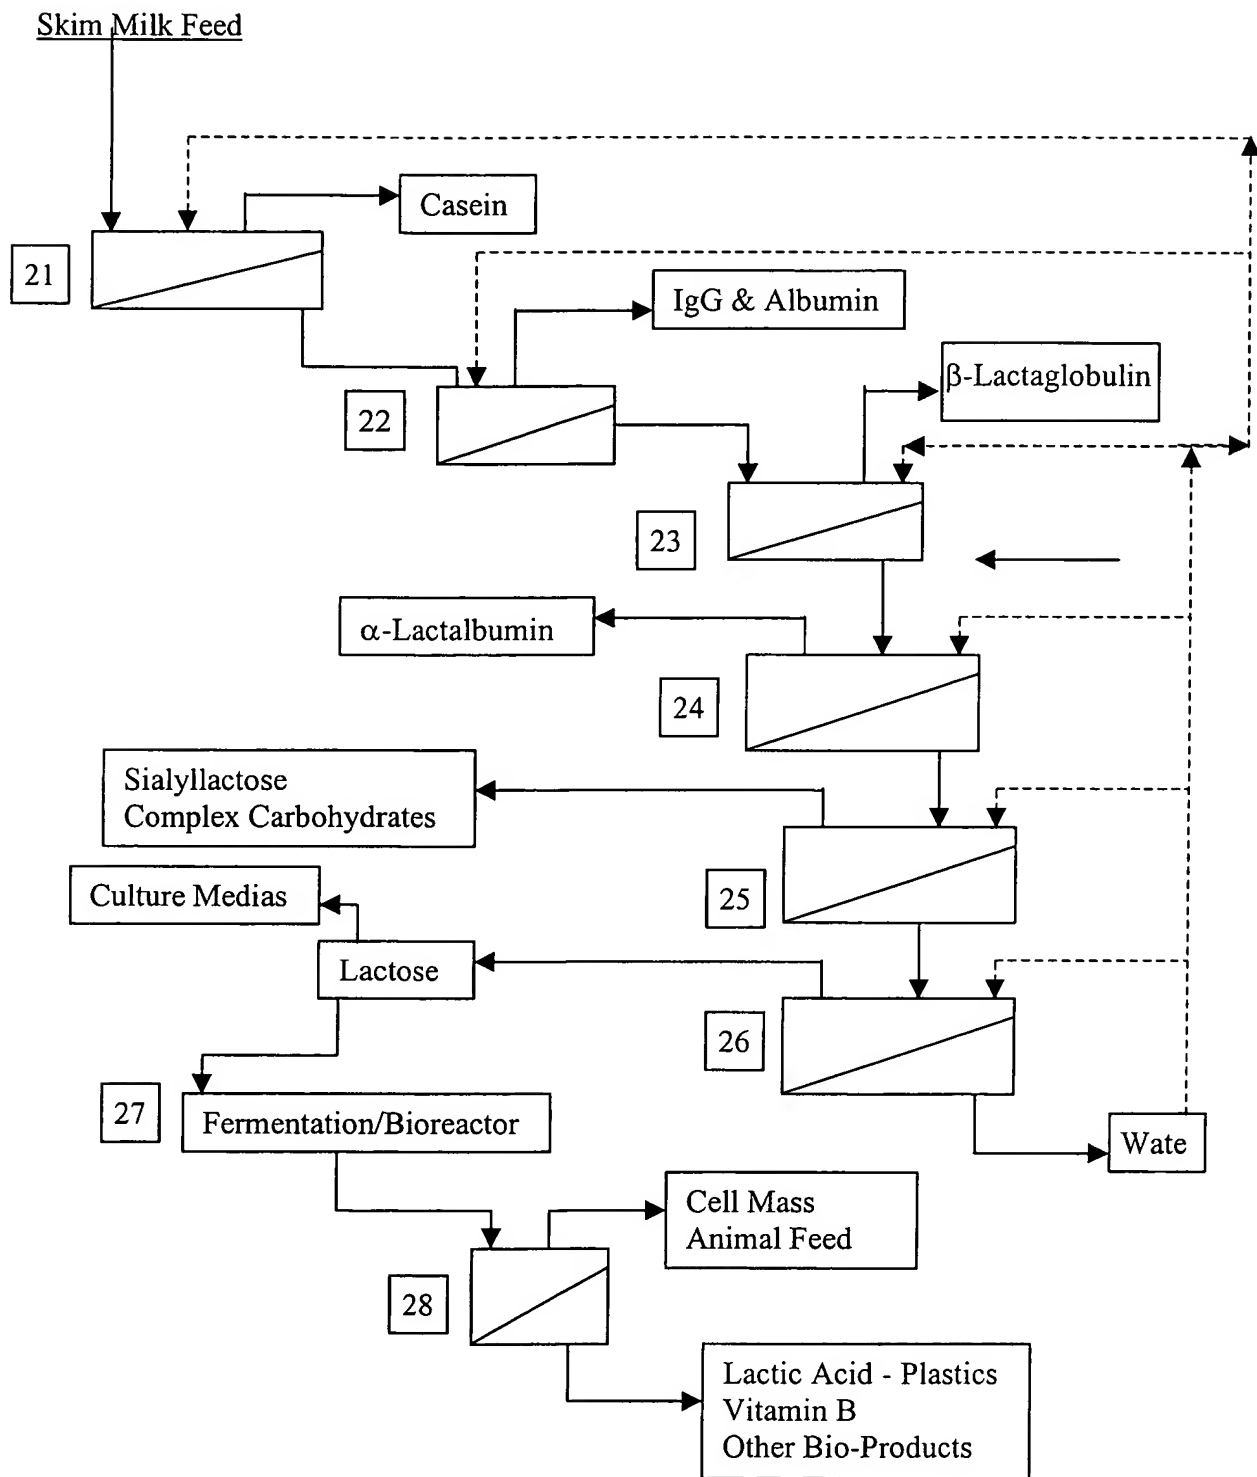 Skim Milk Feed
Casein
21
IgG & Albumin
β-Lactaglobulin
22
23
α-Lactalbumin
24
Sialyllactose
Complex Carbohydrates
Culture Medias
25
Lactose
26
27
Fermentation/Bioreactor
Wate
Cell Mass
Animal Feed
28
Lactic Acid - Plastics
Vitamin B
Other Bio-Products